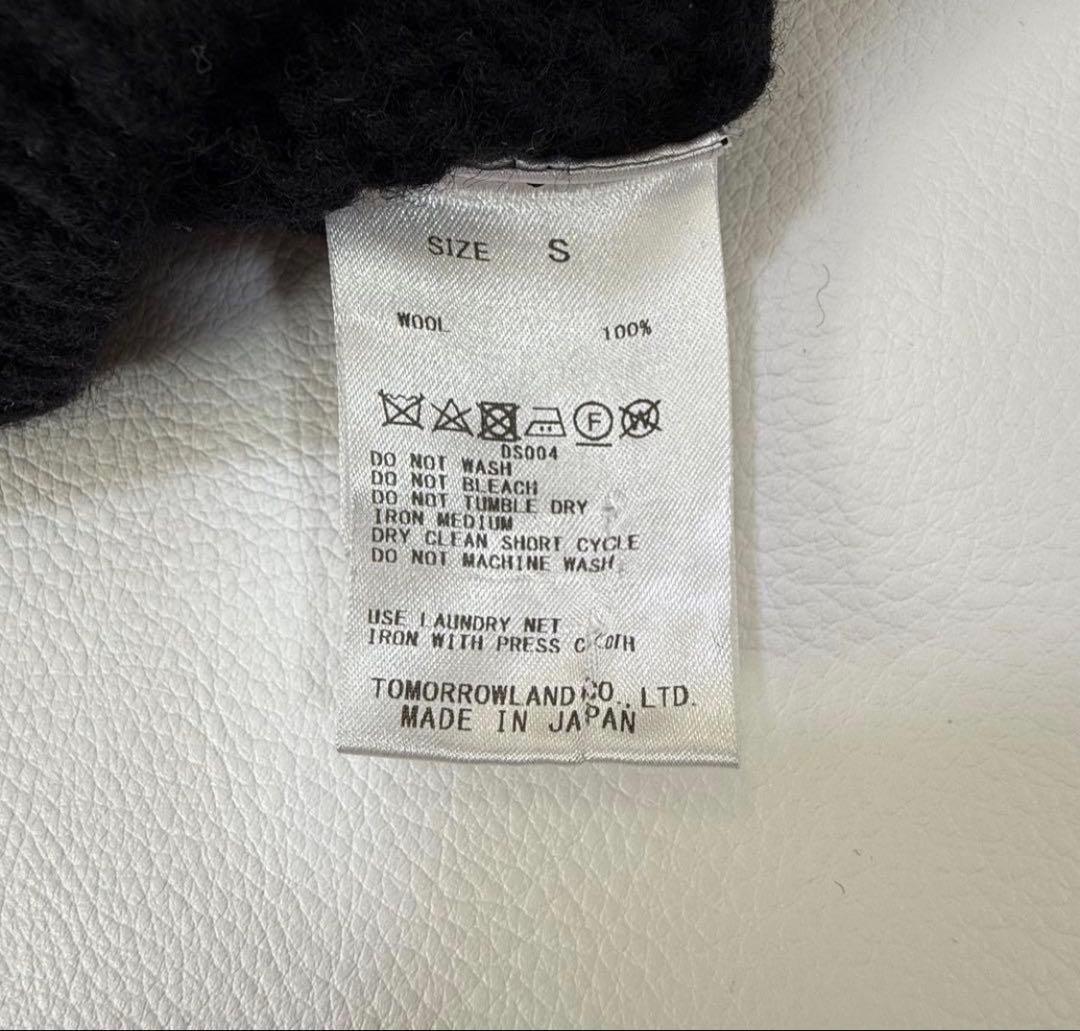 SIZE S
WOOL 100%
F W
DS004
DO NOT WASH
DO NOT BLEACH
DO NOT TUMBLE DRY
IRON MEDIUM
DRY CLEAN SHORT CYCLE
DO NOT MACHINE WASH
USE LAUNDRY NET
IRON WITH PRESS CLOTH
TOMORROWLAND CO., LTD.
MADE IN JAPAN